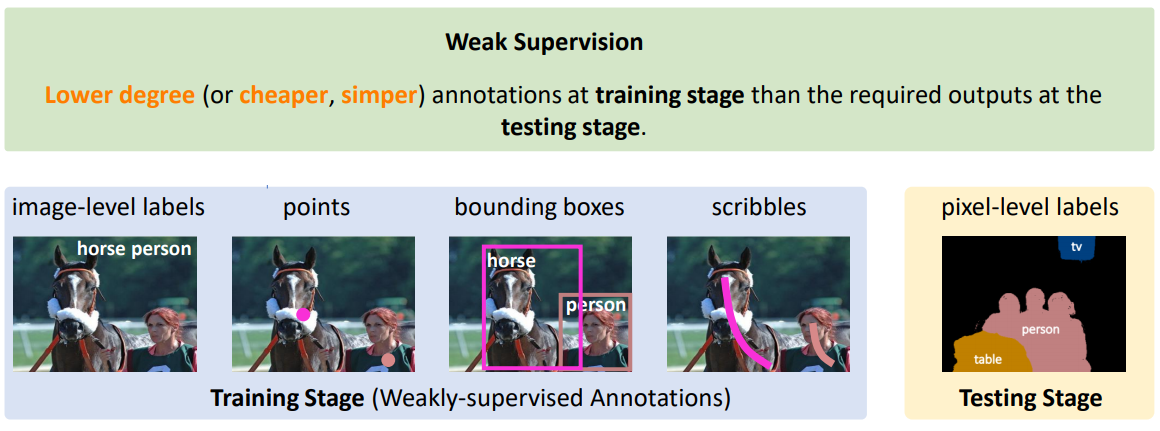 Weak Supervision
Lower degree (or cheaper, simper) annotations at training stage than the required outputs at the
testing stage.
image-level labels
points
bounding boxes
scribbles
pixel-level labels
horse person
horse
person
tv
person
table
Training Stage (Weakly-supervised Annotations)
Testing Stage